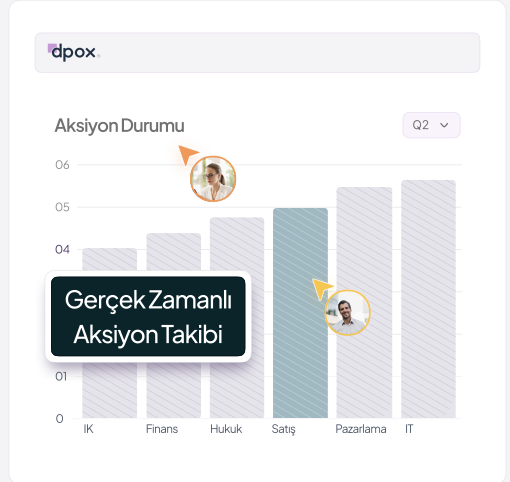 dpox
Aksiyon Durumu
Q2
06
05
04
Gerçek Zamanlı
Aksiyon Takibi
01
0
IK
Finans
Hukuk
Satış
Pazarlama
IT